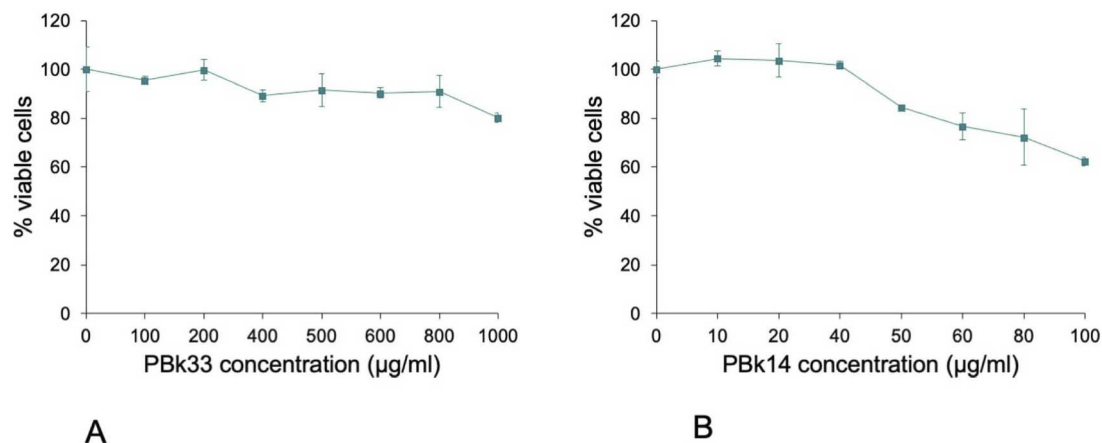 120
100
80
60
40
20
0
% viable cells
0 100 200 400 500 600 800 1000
PBk33 concentration (µg/ml)
A
120
100
80
60
40
20
0
% viable cells
0 10 20 40 50 60 80 100
PBk14 concentration (µg/ml)
B